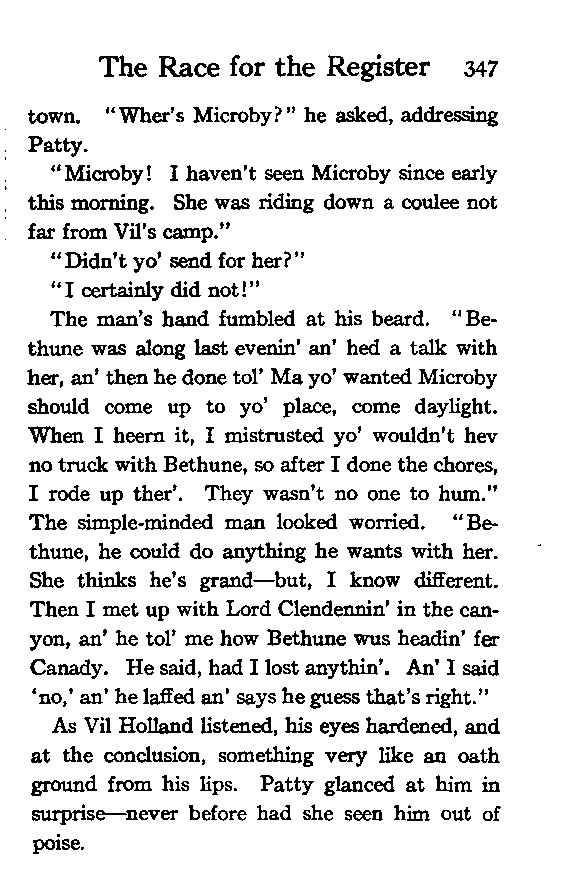 The Race for the Register 347
town. "Wher's Microby?" he asked, addressing
Patty.
"Microby! I haven't seen Microby since early
this morning. She was riding down a coulee not
far from Vil's camp."
"Didn't yo' send for her?"
"I certainly did not!"
The man's hand fumbled at his beard. "Be-
thune was along last evenin' an' hed a talk with
her, an' then he done tol' Ma yo' wanted Microby
should come up to yo' place, come daylight.
When I heern it, I mistrusted yo' wouldn't hev
no truck with Bethune, so after I done the chores,
I rode up ther'. They wasn't no one to hum."
The simple-minded man looked worried. "Be-
thune, he could do anything he wants with her.
She thinks he's grand—but, I know different.
Then I met up with Lord Clendennin' in the can-
yon, an' he tol' me how Bethune wus headin' fer
Canady. He said, had I lost anythin'. An' I said
'no,' an' he laffed an' says he guess that's right."
As Vil Holland listened, his eyes hardened, and
at the conclusion, something very like an oath
ground from his lips. Patty glanced at him in
surprise—never before had she seen him out of
poise.